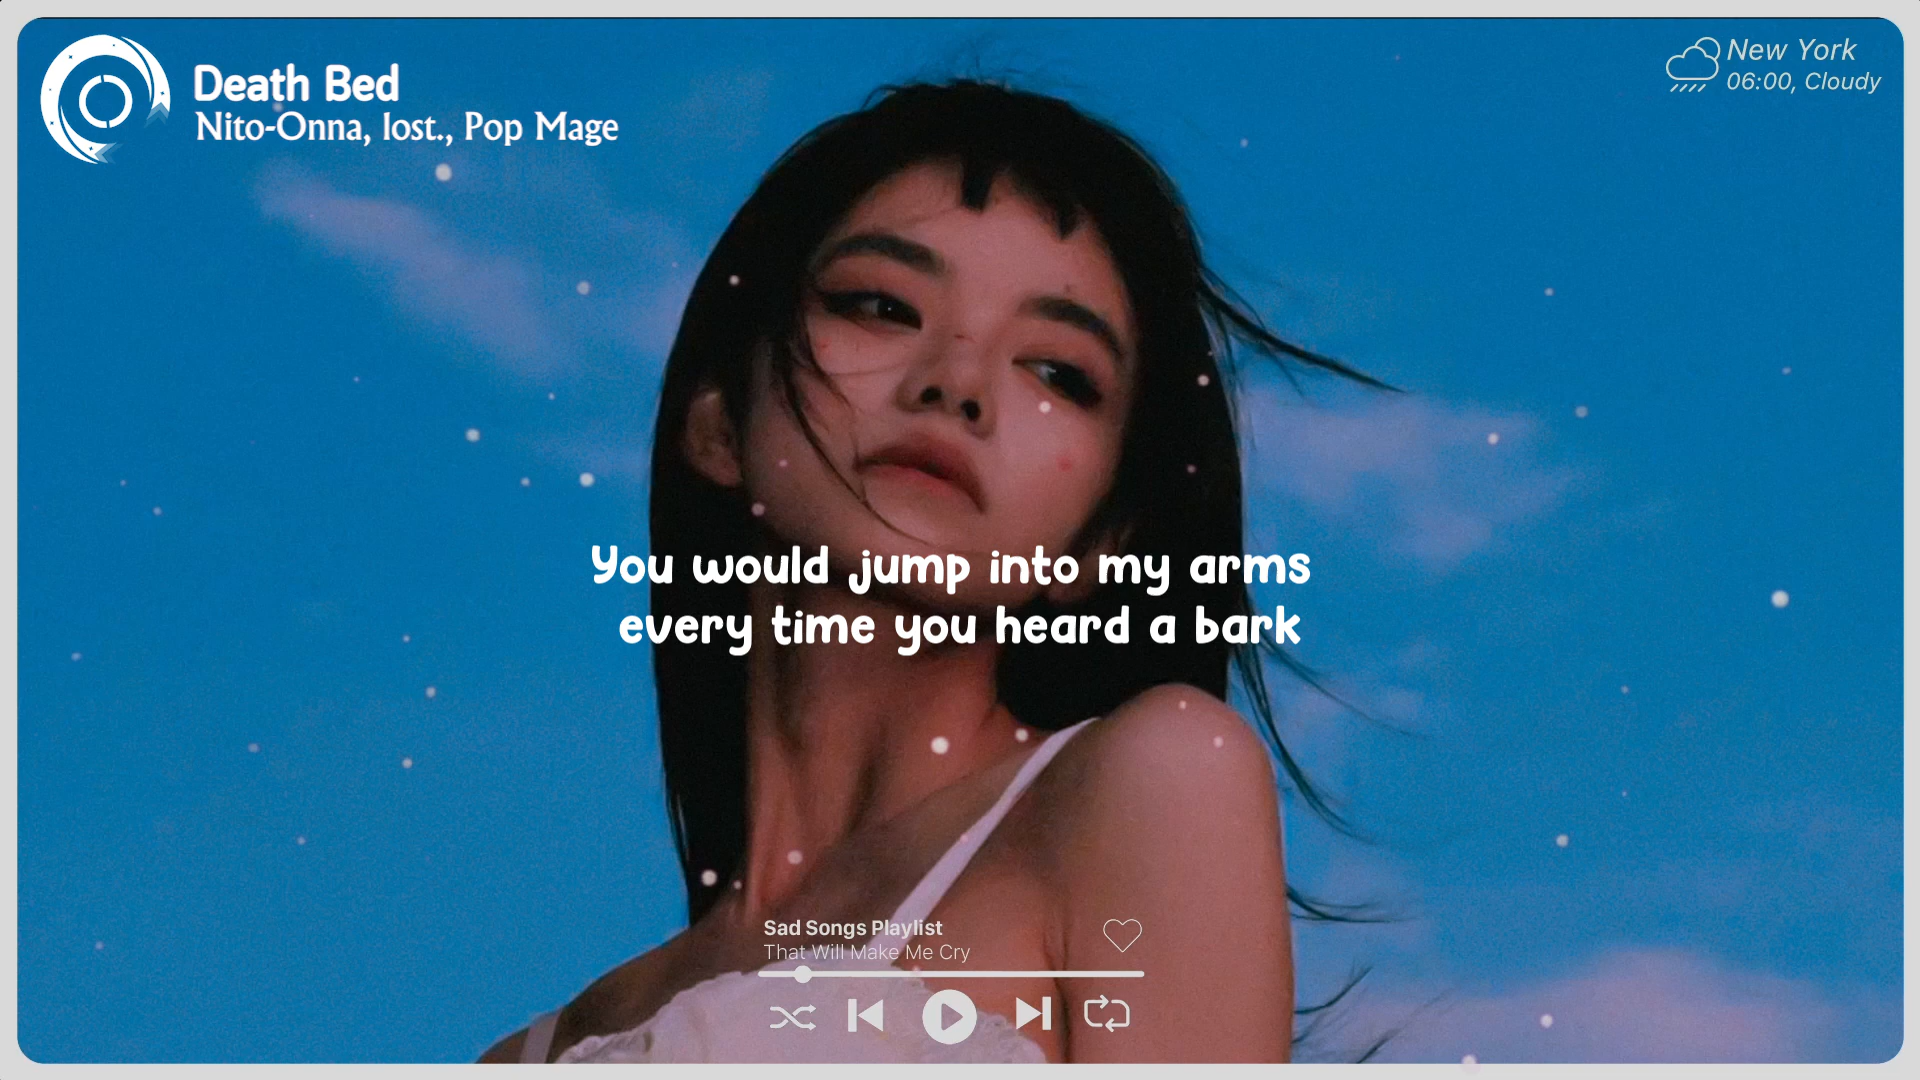 Death Bed
Nito-Onna, lost., Pop Mage
New York
06:00, Cloudy
You would jump into my arms
every time you heard a bark
Sad Songs Playlist
That Will Make Me Cry